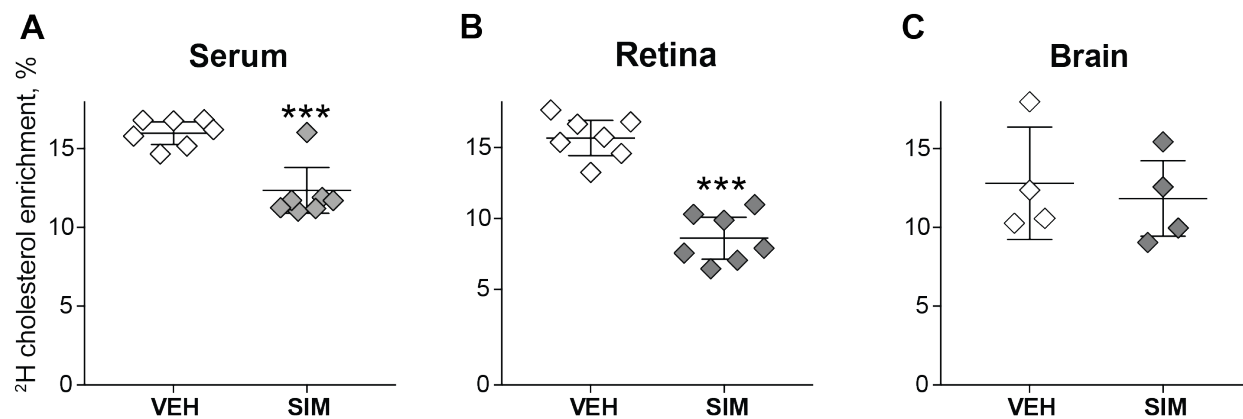 A
B
C
Serum
Retina
Brain
²H cholesterol enrichment, %
***
***
15
10
5
0
15
10
5
0
15
10
5
0
VEH
SIM
VEH
SIM
VEH
SIM